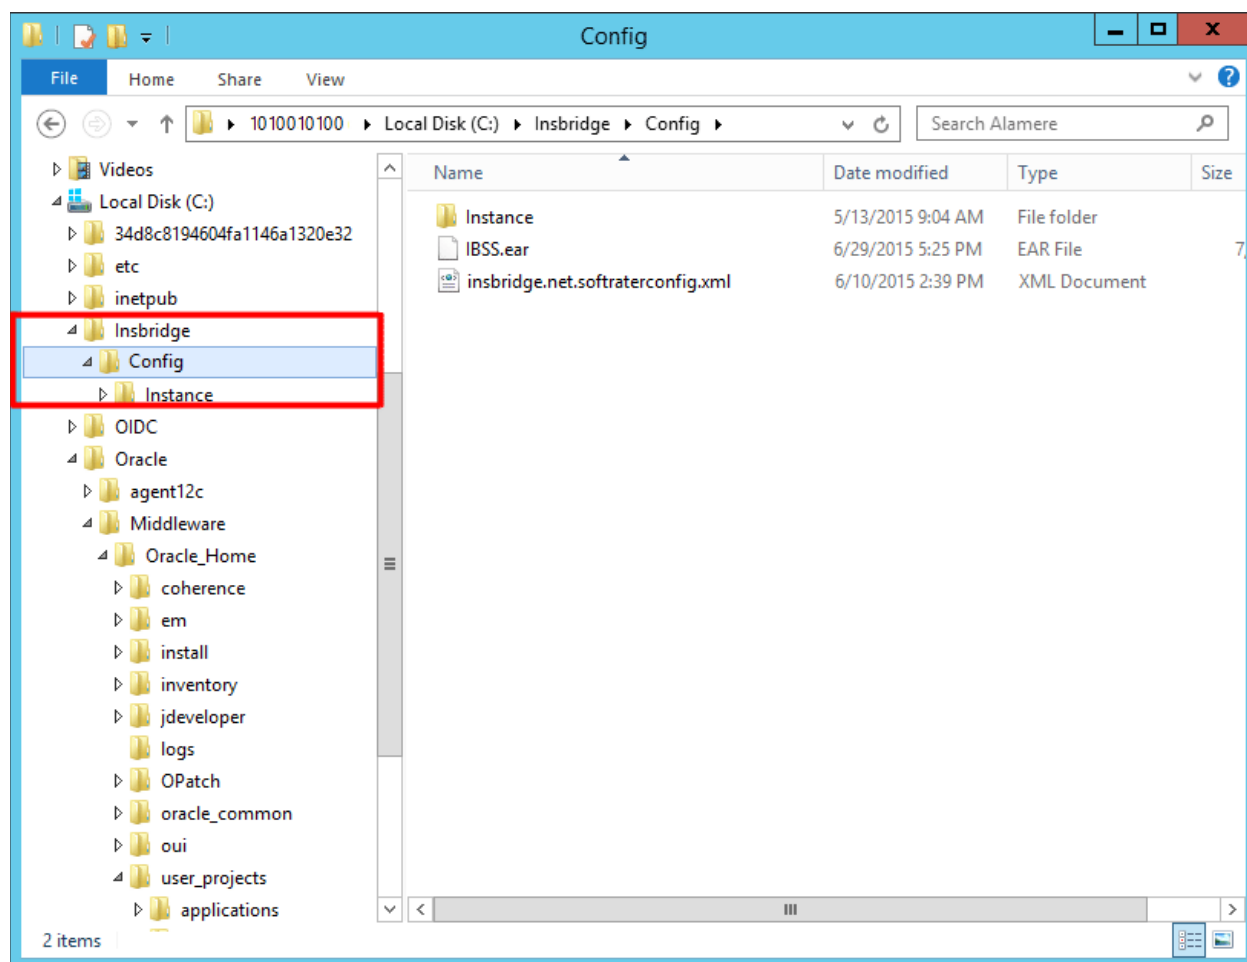 Config
File Home Share View
1010010100 Local Disk (C:) Insbridge Config Search Alamere
Videos
Local Disk (C:)
34d8c8194604fa1146a1320e32
etc
inetpub
Insbridge
Config
Instance
OIDC
Oracle
agent12c
Middleware
Oracle_Home
coherence
em
install
inventory
jdeveloper
logs
OPatch
oracle_common
oui
user_projects
applications
Name Date modified Type Size
Instance 5/13/2015 9:04 AM File folder
IBSS.ear 6/29/2015 5:25 PM EAR File 7,
insbridge.net.softraterconfig.xml 6/10/2015 2:39 PM XML Document
2 items